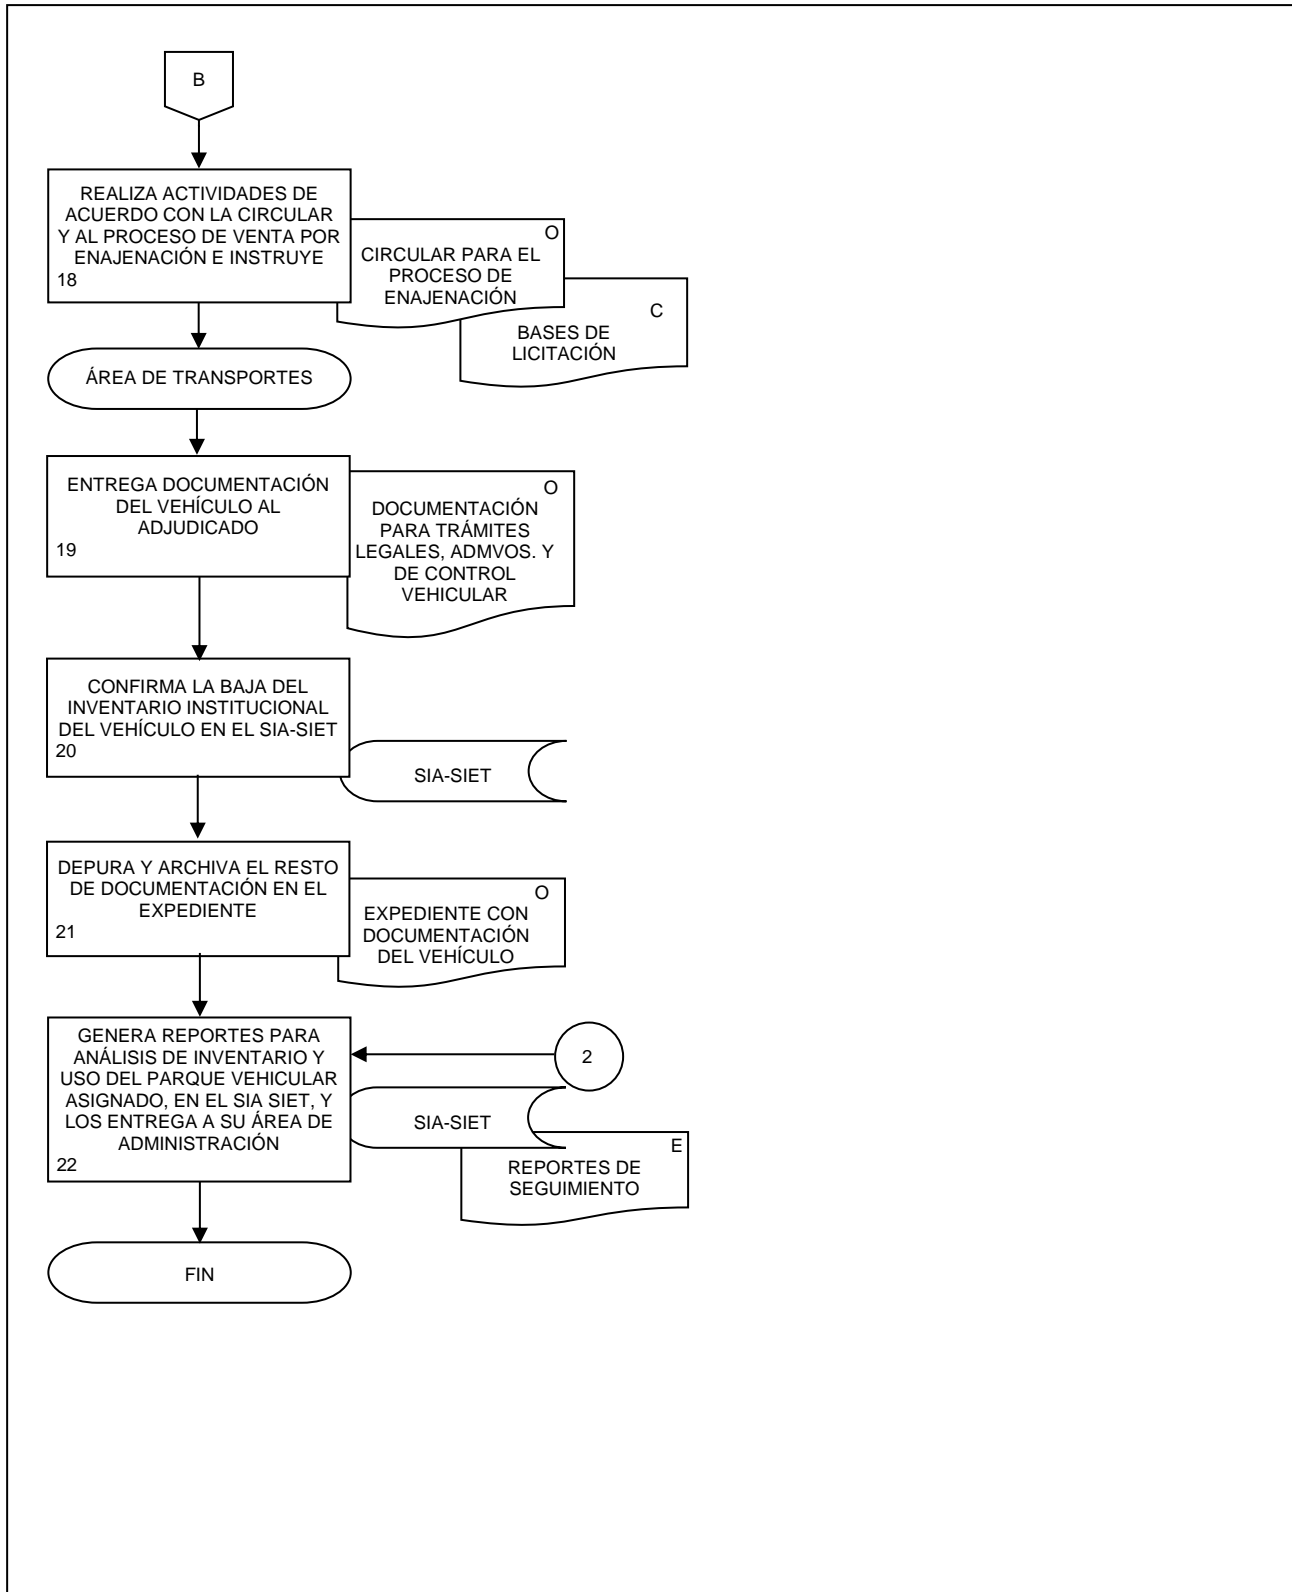 B
REALIZA ACTIVIDADES DE
ACUERDO CON LA CIRCULAR
Y AL PROCESO DE VENTA POR
ENAJENACIÓN E INSTRUYE
18
O
CIRCULAR PARA EL
PROCESO DE
ENAJENACIÓN
C
BASES DE
LICITACIÓN
ÁREA DE TRANSPORTES
ENTREGA DOCUMENTACIÓN
DEL VEHÍCULO AL
ADJUDICADO
19
O
DOCUMENTACIÓN
PARA TRÁMITES
LEGALES, ADMVOS. Y
DE CONTROL
VEHICULAR
CONFIRMA LA BAJA DEL
INVENTARIO INSTITUCIONAL
DEL VEHÍCULO EN EL SIA-SIET
20
SIA-SIET
DEPURA Y ARCHIVA EL RESTO
DE DOCUMENTACIÓN EN EL
EXPEDIENTE
21
O
EXPEDIENTE CON
DOCUMENTACIÓN
DEL VEHÍCULO
GENERA REPORTES PARA
ANÁLISIS DE INVENTARIO Y
USO DEL PARQUE VEHICULAR
ASIGNADO, EN EL SIA SIET, Y
LOS ENTREGA A SU ÁREA DE
ADMINISTRACIÓN
22
2
SIA-SIET
E
REPORTES DE
SEGUIMIENTO
FIN